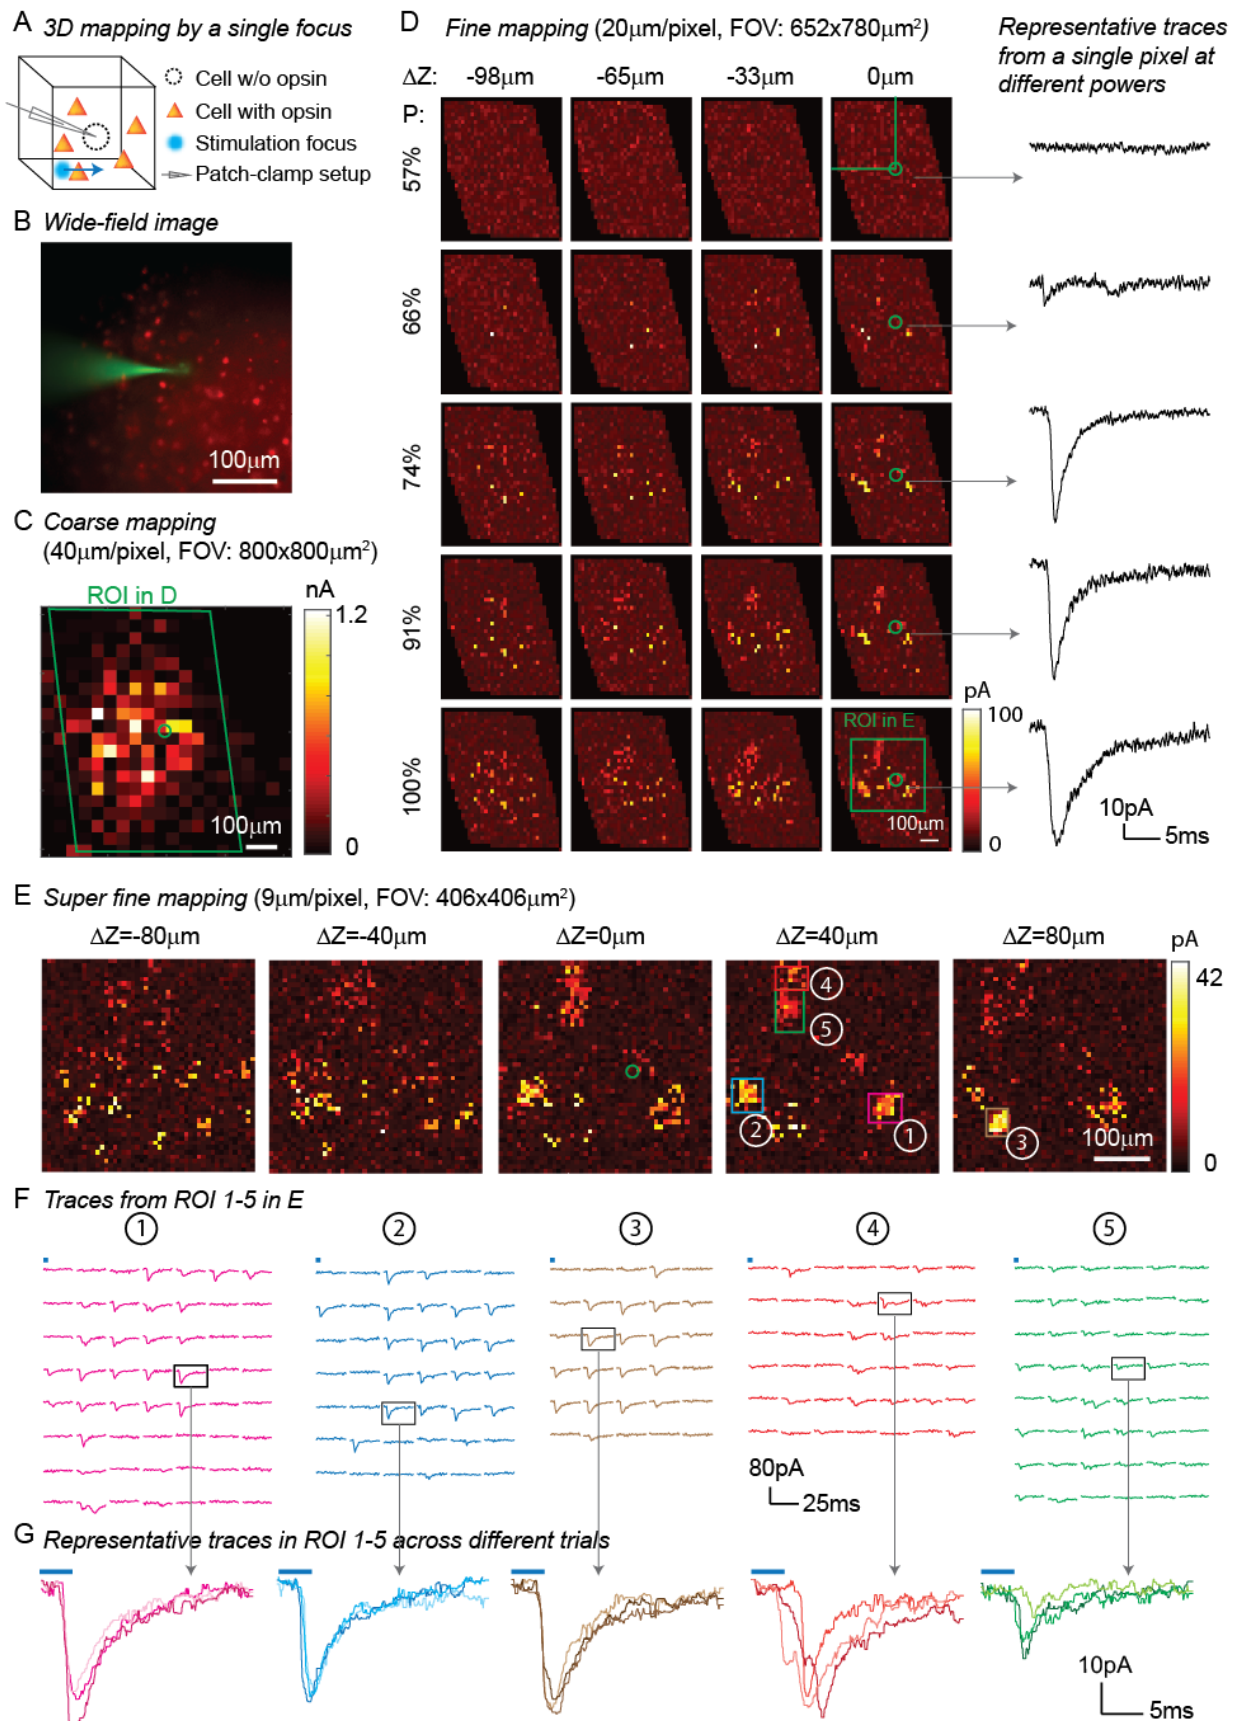 A 3D mapping by a single focus
Cell w/o opsin
Cell with opsin
Stimulation focus
Patch-clamp setup
B Wide-field image
100μm
C Coarse mapping
(40μm/pixel, FOV: 800x800μm²)
ROI in D
nA
1.2
0
100μm
D Fine mapping (20μm/pixel, FOV: 652x780μm²)
ΔZ: -98μm -65μm -33μm 0μm
P:
57%
66%
74%
91%
100%
ROI in E
100μm
pA
100
0
Representative traces
from a single pixel at
different powers
10pA
5ms
E Super fine mapping (9μm/pixel, FOV: 406x406μm²)
ΔZ=-80μm ΔZ=-40μm ΔZ=0μm ΔZ=40μm ΔZ=80μm
pA
42
0
4
5
2
1
3
100μm
F Traces from ROI 1-5 in E
1 2 3 4 5
80pA
25ms
G Representative traces in ROI 1-5 across different trials
10pA
5ms